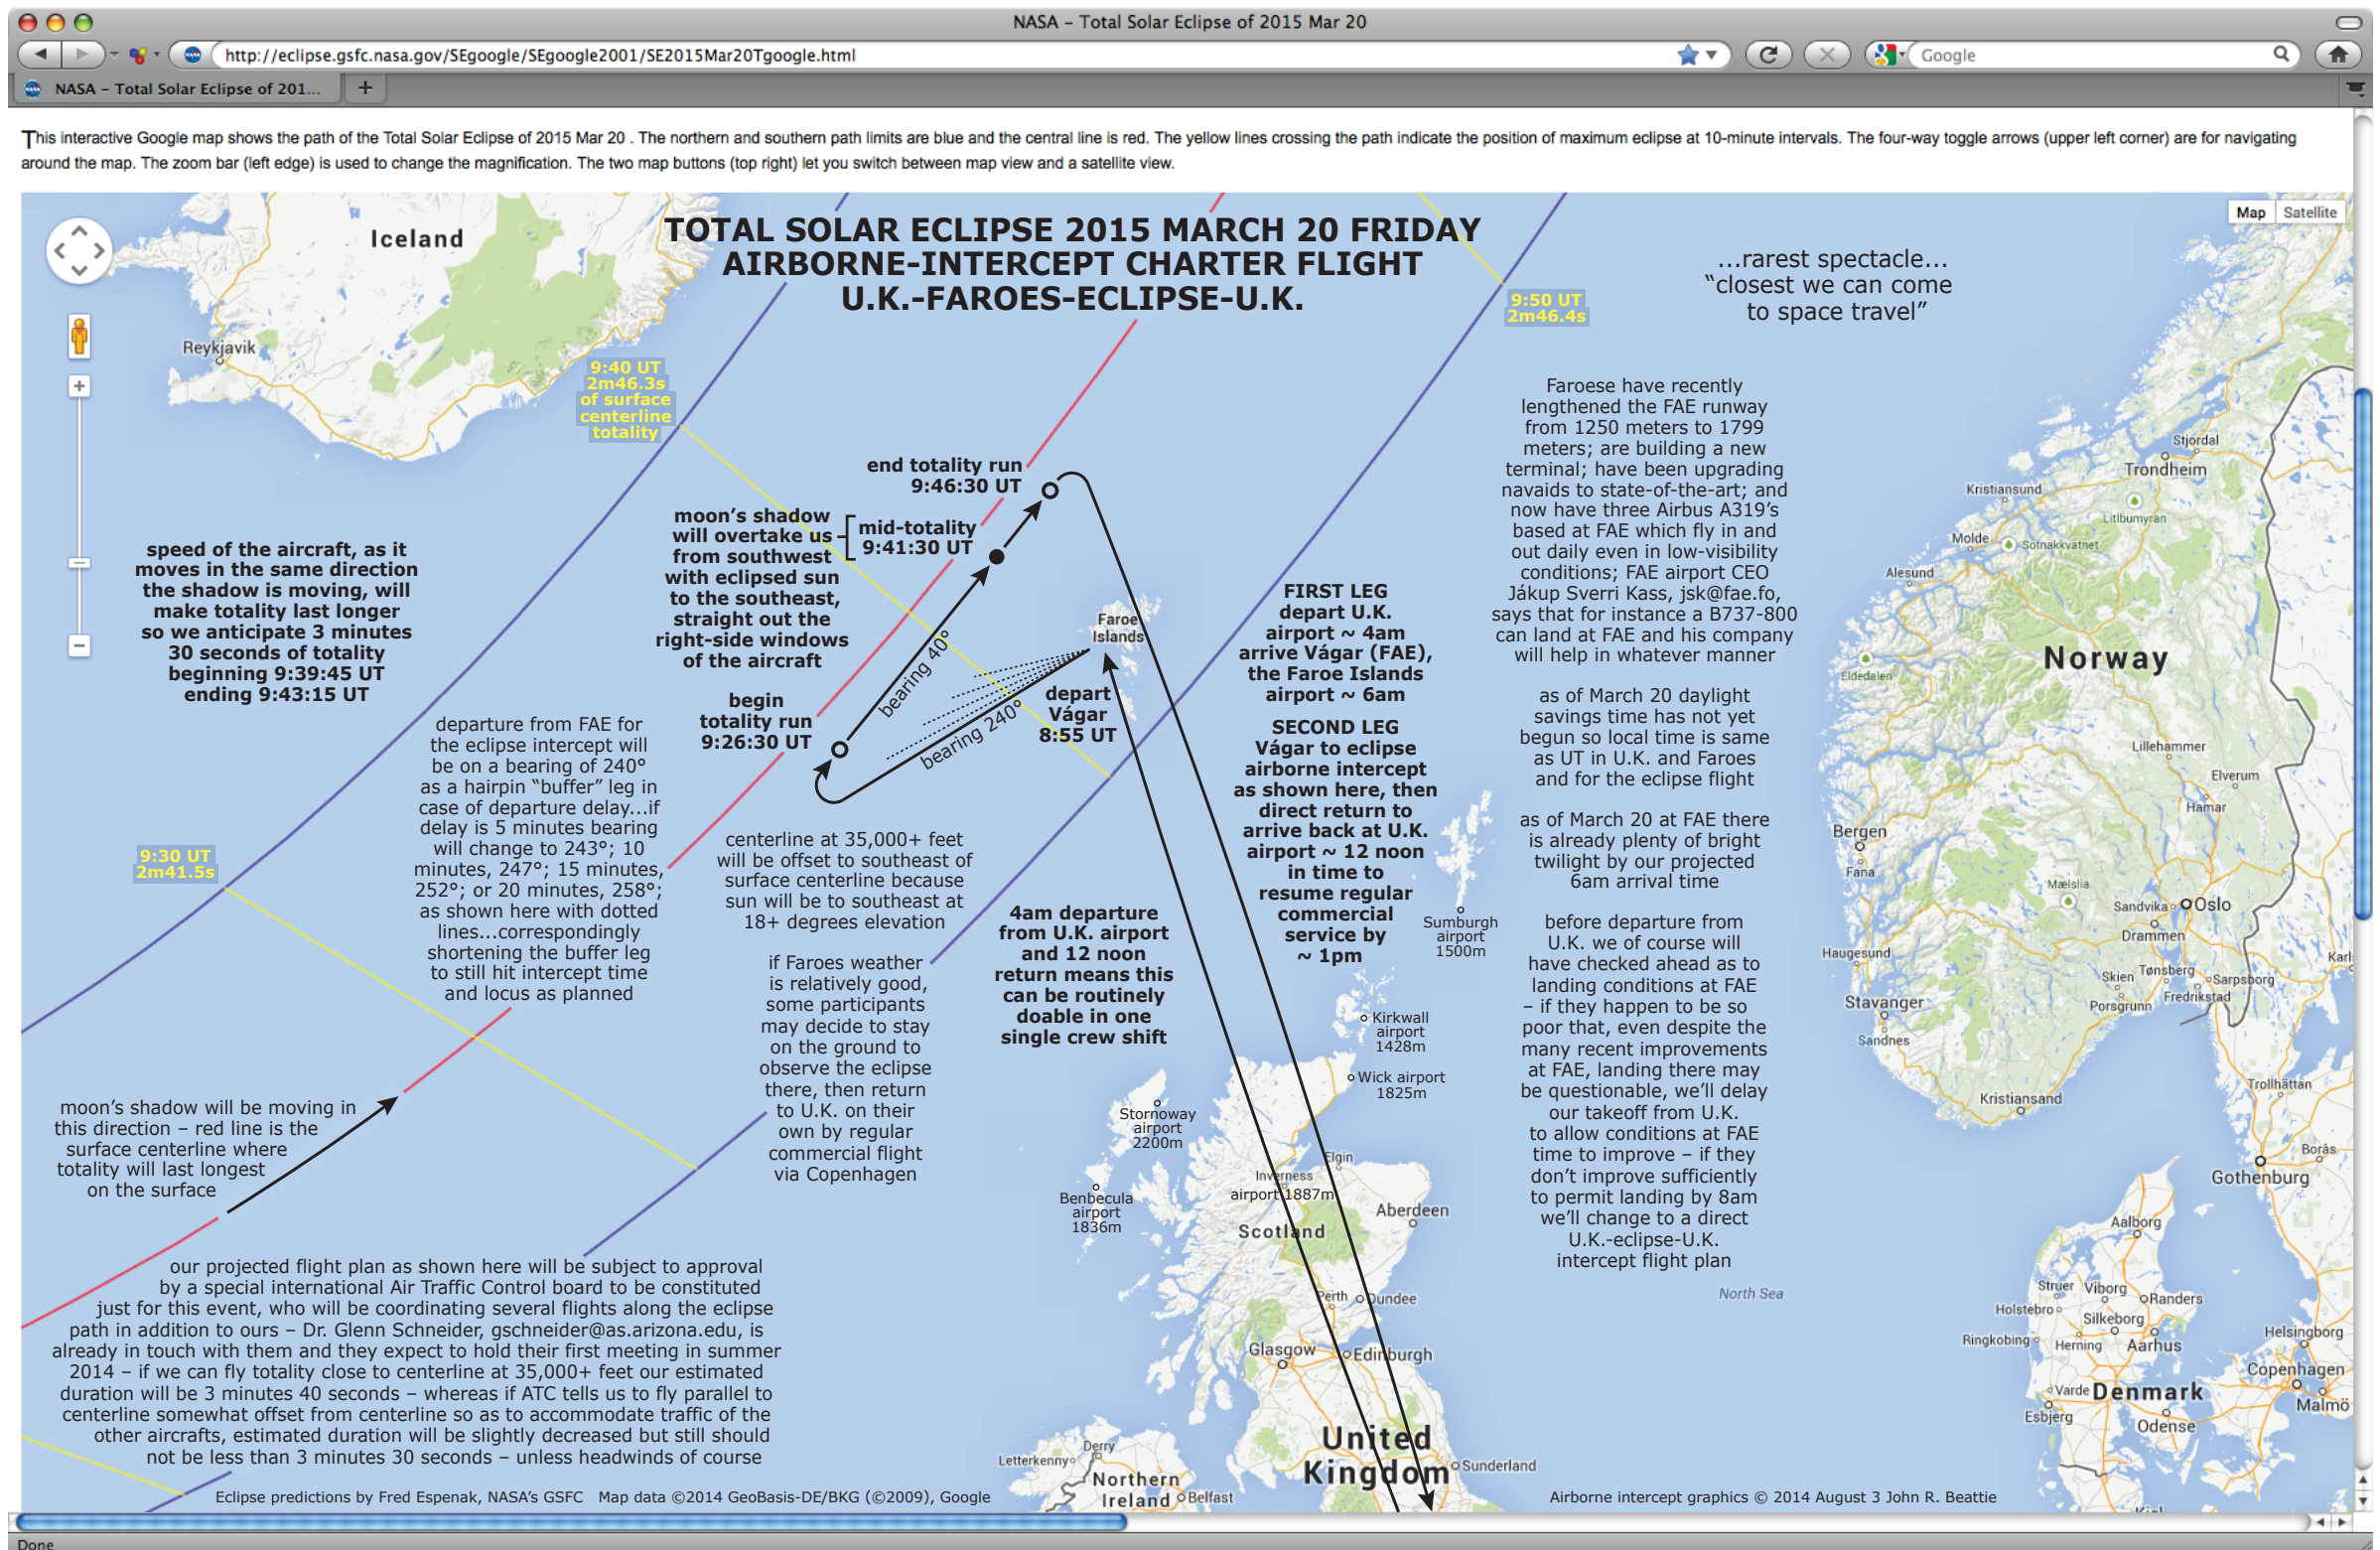 NASA – Total Solar Eclipse of 2015 Mar 20
http://eclipse.gsfc.nasa.gov/SEgoogle/SEgoogle2001/SE2015Mar20Tgoogle.html
Google
NASA – Total Solar Eclipse of 201...
This interactive Google map shows the path of the Total Solar Eclipse of 2015 Mar 20 . The northern and southern path limits are blue and the central line is red. The yellow lines crossing the path indicate the position of maximum eclipse at 10-minute intervals. The four-way toggle arrows (upper left corner) are for navigating
around the map. The zoom bar (left edge) is used to change the magnification. The two map buttons (top right) let you switch between map view and a satellite view.
Map
Satellite
TOTAL SOLAR ECLIPSE 2015 MARCH 20 FRIDAY
AIRBORNE-INTERCEPT CHARTER FLIGHT
U.K.-FAROES-ECLIPSE-U.K.
Iceland
Reykjavik
9:40 UT
2m46.3s
of surface
centerline
totality
9:50 UT
2m46.4s
...rarest spectacle...
“closest we can come
to space travel”
speed of the aircraft, as it
moves in the same direction
the shadow is moving, will
make totality last longer
so we anticipate 3 minutes
30 seconds of totality
beginning 9:39:45 UT
ending 9:43:15 UT
end totality run
9:46:30 UT
mid-totality
9:41:30 UT
moon’s shadow
will overtake us
from southwest
with eclipsed sun
to the southeast,
straight out the
right-side windows
of the aircraft
begin
totality run
9:26:30 UT
bearing 40°
bearing 240°
Faroe
Islands
depart
Vágar
8:55 UT
FIRST LEG
depart U.K.
airport ~ 4am
arrive Vágar (FAE),
the Faroe Islands
airport ~ 6am
SECOND LEG
Vágar to eclipse
airborne intercept
as shown here, then
direct return to
arrive back at U.K.
airport ~ 12 noon
in time to
resume regular
commercial
service by
~ 1pm
Faroese have recently
lengthened the FAE runway
from 1250 meters to 1799
meters; are building a new
terminal; have been upgrading
navaids to state-of-the-art; and
now have three Airbus A319’s
based at FAE which fly in and
out daily even in low-visibility
conditions; FAE airport CEO
Jákup Sverri Kass, jsk@fae.fo,
says that for instance a B737-800
can land at FAE and his company
will help in whatever manner
as of March 20 daylight
savings time has not yet
begun so local time is same
as UT in U.K. and Faroes
and for the eclipse flight
as of March 20 at FAE there
is already plenty of bright
twilight by our projected
6am arrival time
before departure from
U.K. we of course will
have checked ahead as to
landing conditions at FAE
– if they happen to be so
poor that, even despite the
many recent improvements
at FAE, landing there may
be questionable, we’ll delay
our takeoff from U.K.
to allow conditions at FAE
time to improve – if they
don’t improve sufficiently
to permit landing by 8am
we’ll change to a direct
U.K.-eclipse-U.K.
intercept flight plan
departure from FAE for
the eclipse intercept will
be on a bearing of 240°
as a hairpin “buffer” leg in
case of departure delay...if
delay is 5 minutes bearing
will change to 243°; 10
minutes, 247°; 15 minutes,
252°; or 20 minutes, 258°;
as shown here with dotted
lines...correspondingly
shortening the buffer leg
to still hit intercept time
and locus as planned
9:30 UT
2m41.5s
centerline at 35,000+ feet
will be offset to southeast of
surface centerline because
sun will be to southeast at
18+ degrees elevation
if Faroes weather
is relatively good,
some participants
may decide to stay
on the ground to
observe the eclipse
there, then return
to U.K. on their
own by regular
commercial flight
via Copenhagen
4am departure
from U.K. airport
and 12 noon
return means this
can be routinely
doable in one
single crew shift
moon’s shadow will be moving in
this direction – red line is the
surface centerline where
totality will last longest
on the surface
our projected flight plan as shown here will be subject to approval
by a special international Air Traffic Control board to be constituted
just for this event, who will be coordinating several flights along the eclipse
path in addition to ours – Dr. Glenn Schneider, gschneider@as.arizona.edu, is
already in touch with them and they expect to hold their first meeting in summer
2014 – if we can fly totality close to centerline at 35,000+ feet our estimated
duration will be 3 minutes 40 seconds – whereas if ATC tells us to fly parallel to
centerline somewhat offset from centerline so as to accommodate traffic of the
other aircrafts, estimated duration will be slightly decreased but still should
not be less than 3 minutes 30 seconds – unless headwinds of course
Sumburgh
airport
1500m
Kirkwall
airport
1428m
Wick airport
1825m
Stornoway
airport
2200m
Benbecula
airport
1836m
Elgin
Inverness
airport 1887m
Aberdeen
Scotland
Perth
Dundee
Glasgow
Edinburgh
United
Kingdom
Sunderland
Derry
Letterkenny
Northern
Ireland
Belfast
North Sea
Stjordal
Trondheim
Kristiansund
Litlbumyran
Molde
Sotnakkvatnet
Alesund
Norway
Eldedalen
Lillehammer
Elverum
Hamar
Bergen
Fana
Mælslia
Sandvika
Oslo
Drammen
Haugesund
Karl
Skien
Tønsberg
Sarpsborg
Fredrikstad
Porsgrunn
Stavanger
Sandnes
Kristiansand
Trollhättan
Borås
Gothenburg
Aalborg
Struer
Viborg
Randers
Holstebro
Silkeborg
Ringkobing
Herning
Aarhus
Helsingborg
Copenhagen
Varde
Denmark
Malmö
Esbjerg
Odense
Kiel
Eclipse predictions by Fred Espenak, NASA’s GSFC Map data ©2014 GeoBasis-DE/BKG (©2009), Google
Airborne intercept graphics © 2014 August 3 John R. Beattie
Done